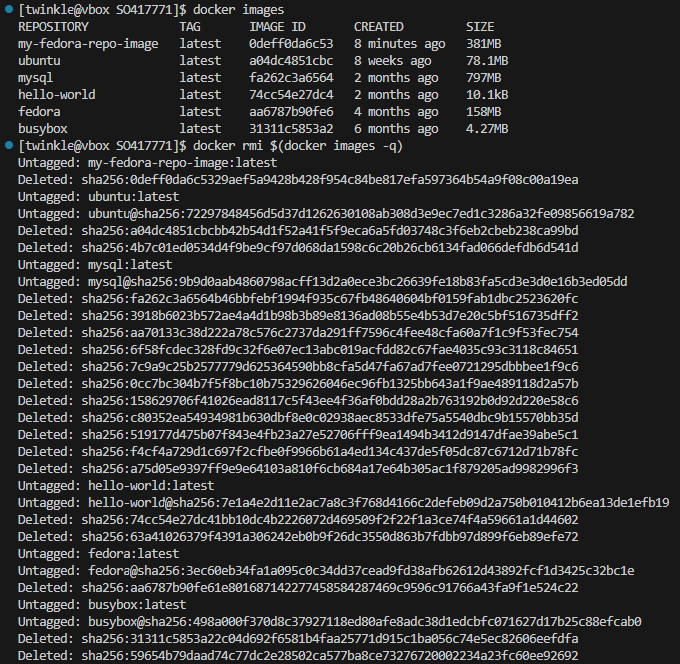 [twinkle@vbox SO417771]$ docker images
REPOSITORY TAG IMAGE ID CREATED SIZE
my-fedora-repo-image latest 0deff0da6c53 8 minutes ago 381MB
ubuntu latest a04dc4851cbc 8 weeks ago 78.1MB
mysql latest fa262c3a6564 2 months ago 797MB
hello-world latest 74cc54e27dc4 2 months ago 10.1kB
fedora latest aa6787b90fe6 4 months ago 158MB
busybox latest 31311c5853a2 6 months ago 4.27MB
[twinkle@vbox SO417771]$ docker rmi $(docker images -q)
Untagged: my-fedora-repo-image:latest
Deleted: sha256:0deff0da6c5329aef5a9428b428f954c84be817efa597364b54a9f08c00a19ea
Untagged: ubuntu:latest
Untagged: ubuntu@sha256:72297848456d5d37d1262630108ab308d3e9ec7ed1c3286a32fe09856619a782
Deleted: sha256:a04dc4851cbcbb42b54d1f52a41f5f9eca6a5fd03748c3f6eb2cbeb238ca99bd
Deleted: sha256:4b7c01ed0534d4f9be9cf97d068da1598c6c20b26cb6134fad066defdb6d541d
Untagged: mysql:latest
Untagged: mysql@sha256:9b9d0aab4860798acff13d2a0ece3bc26639fe18b83fa5cd3e3d0e16b3ed05dd
Deleted: sha256:fa262c3a6564b46bbfebf1994f935c67fb48640604bf0159fab1dbc2523620fc
Deleted: sha256:3918b6023b572ae4a4d1b98b3b89e8136ad08b55e4b53d7e20c5bf516735dff2
Deleted: sha256:aa70133c38d222a78c576c2737da291ff7596c4fee48cfa60a7f1c9f53fec754
Deleted: sha256:6f58fcdec328fd9c32f6e07ec13abc019acfdd82c67fae4035c93c3118c84651
Deleted: sha256:7c9a9c25b2577779d625364590bb8cfa5d47fa67ad7fee0721295dbbbee1f9c6
Deleted: sha256:0cc7bc304b7f5f8bc10b75329626046ec96fb1325bb643a1f9ae489118d2a57b
Deleted: sha256:158629706f41026ead8117c5f43ee4f36af0bdd28a2b763192b0d92d220e58c6
Deleted: sha256:c80352ea54934981b630dbf8e0c02938aec8533dfe75a5540dbc9b15570bb35d
Deleted: sha256:519177d475b07f843e4fb23a27e52706fff9ea1494b3412d9147dfae39abe5c1
Deleted: sha256:f4cf4a729d1c697f2cfbe0f9966b61a4ed134c437de5f05dc87c6712d71b78fc
Deleted: sha256:a75d05e9397ff9e9e64103a810f6cb684a17e64b305ac1f879205ad9982996f3
Untagged: hello-world:latest
Untagged: hello-world@sha256:7e1a4e2d11e2ac7a8c3f768d4166c2defeb09d2a750b010412b6ea13de1efb19
Deleted: sha256:74cc54e27dc41bb10dc4b2226072d469509f2f22f1a3ce74f4a59661a1d44602
Deleted: sha256:63a41026379f4391a306242eb0b9f26dc3550d863b7fdbb97d899f6eb89efe72
Untagged: fedora:latest
Untagged: fedora@sha256:3ec60eb34fa1a095c0c34dd37cead9fd38afb62612d43892fcf1d3425c32bc1e
Deleted: sha256:aa6787b90fe61e8016871422774585842874​69c9596c91766a43fa9f1e524c22
Untagged: busybox:latest
Untagged: busybox@sha256:498a000f370d8c37927118ed80afe8adc38d1edcbfc071627d17b25c88efcab0
Deleted: sha256:31311c5853a22c04d692f6581b4faa25771d915c1ba056c74e5ec82606eefdfa
Deleted: sha256:59654b79daad74c77dc2e28502ca577ba8ce73276720002234a23fc60ee92692